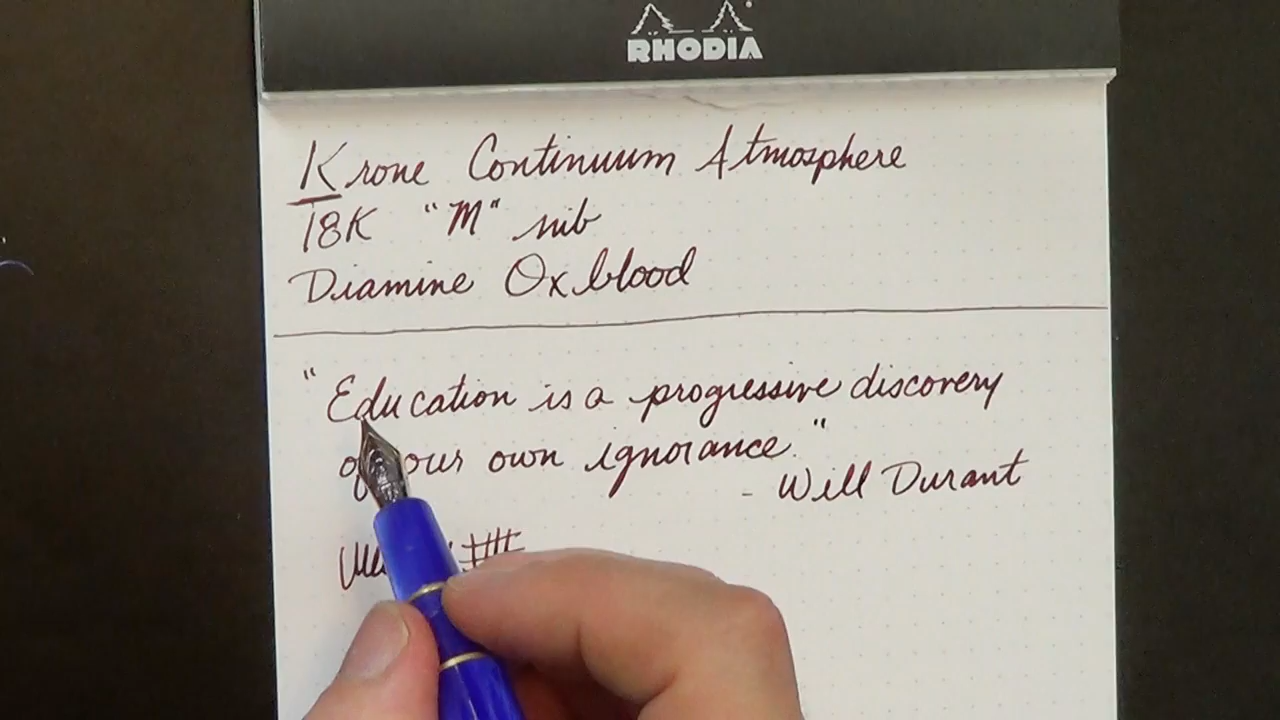 RHODIA
Krone Continuum Atmosphere
18K "M" nib
Diamine Oxblood
"Education is a progressive discovery
of our own ignorance."
- Will Durant